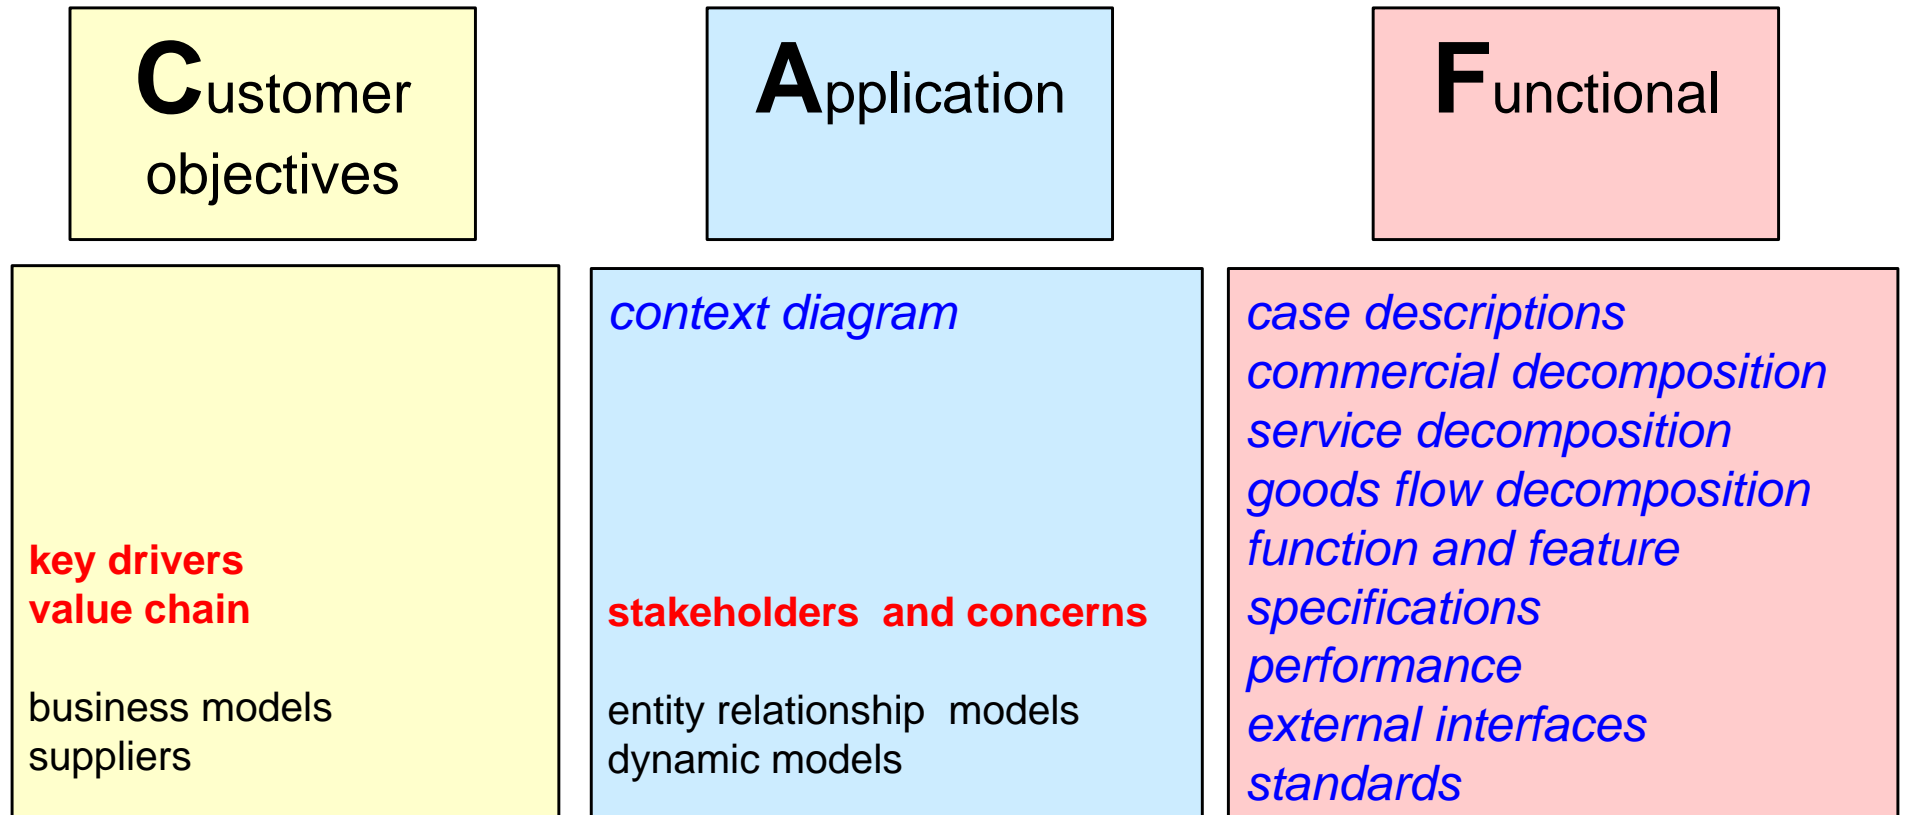 Customer
objectives
Application
Functional
key drivers
value chain
business models
suppliers
context diagram
stakeholders and concerns
entity relationship models
dynamic models
case descriptions
commercial decomposition
service decomposition
goods flow decomposition
function and feature
specifications
performance
external interfaces
standards